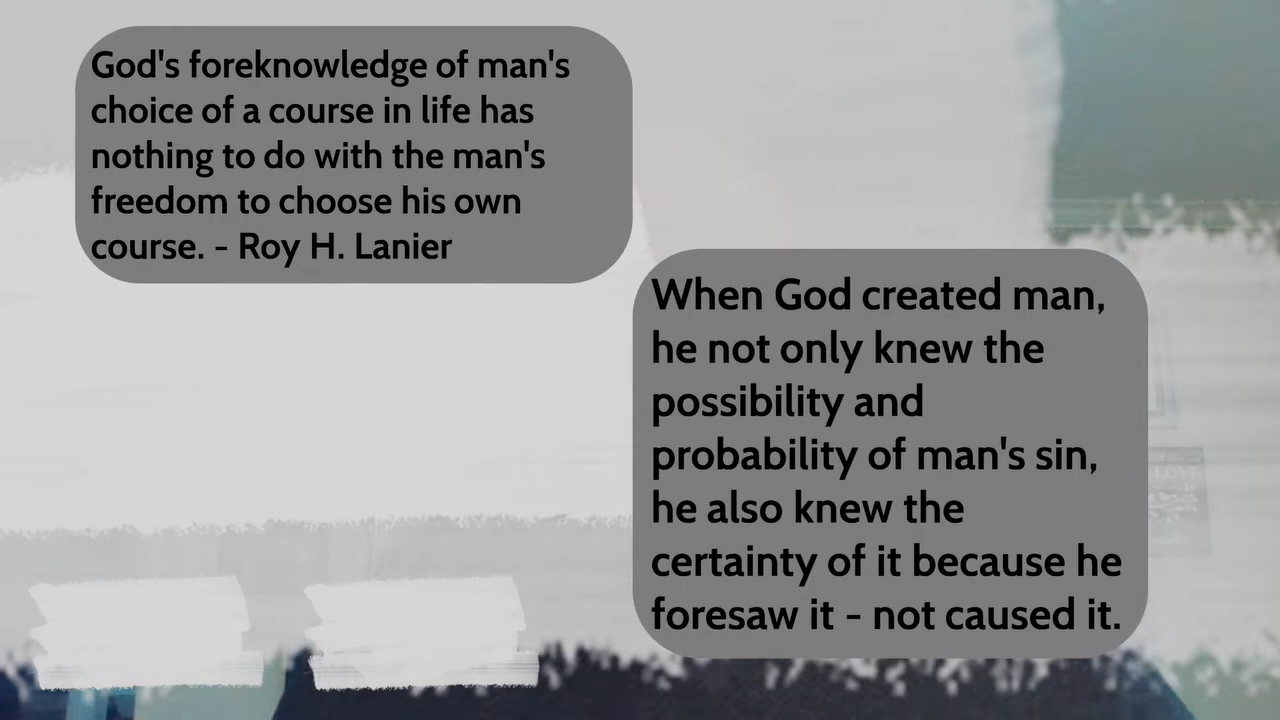 God's foreknowledge of man's
choice of a course in life has
nothing to do with the man's
freedom to choose his own
course. - Roy H. Lanier
When God created man,
he not only knew the
possibility and
probability of man's sin,
he also knew the
certainty of it because he
foresaw it - not caused it.